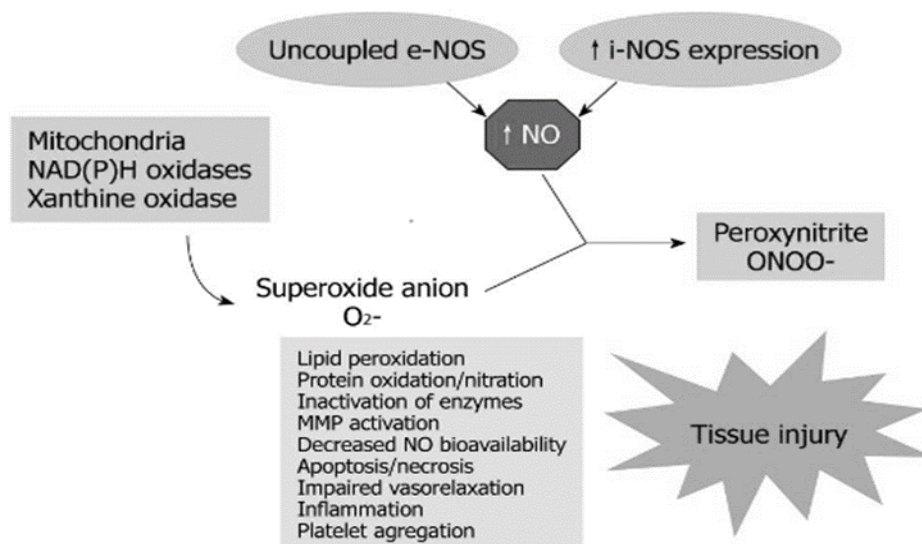 Uncoupled e-NOS
↑ i-NOS expression
↑ NO
Mitochondria
NAD(P)H oxidases
Xanthine oxidase
Peroxynitrite
ONOO-
Superoxide anion
O₂-
Lipid peroxidation
Protein oxidation/nitration
Inactivation of enzymes
MMP activation
Decreased NO bioavailability
Apoptosis/necrosis
Impaired vasorelaxation
Inflammation
Platelet agregation
Tissue injury